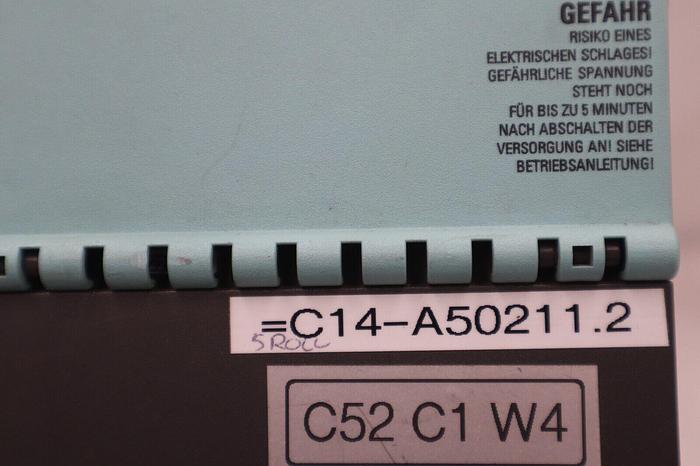 GEFAHR
RISIKO EINES
ELEKTRISCHEN SCHLAGES!
GEFÄHRLICHE SPANNUNG
STEHT NOCH
FÜR BIS ZU 5 MINUTEN
NACH ABSCHALTEN DER
VERSORGUNG AN! SIEHE
BETRIEBSANLEITUNG!
=C14-A50211.2
5 ROLL
C52 C1 W4